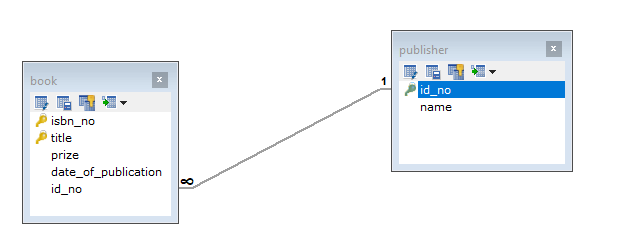 book
x
isbn_no
title
prize
date_of_publication
id_no
∞
1
publisher
x
id_no
name